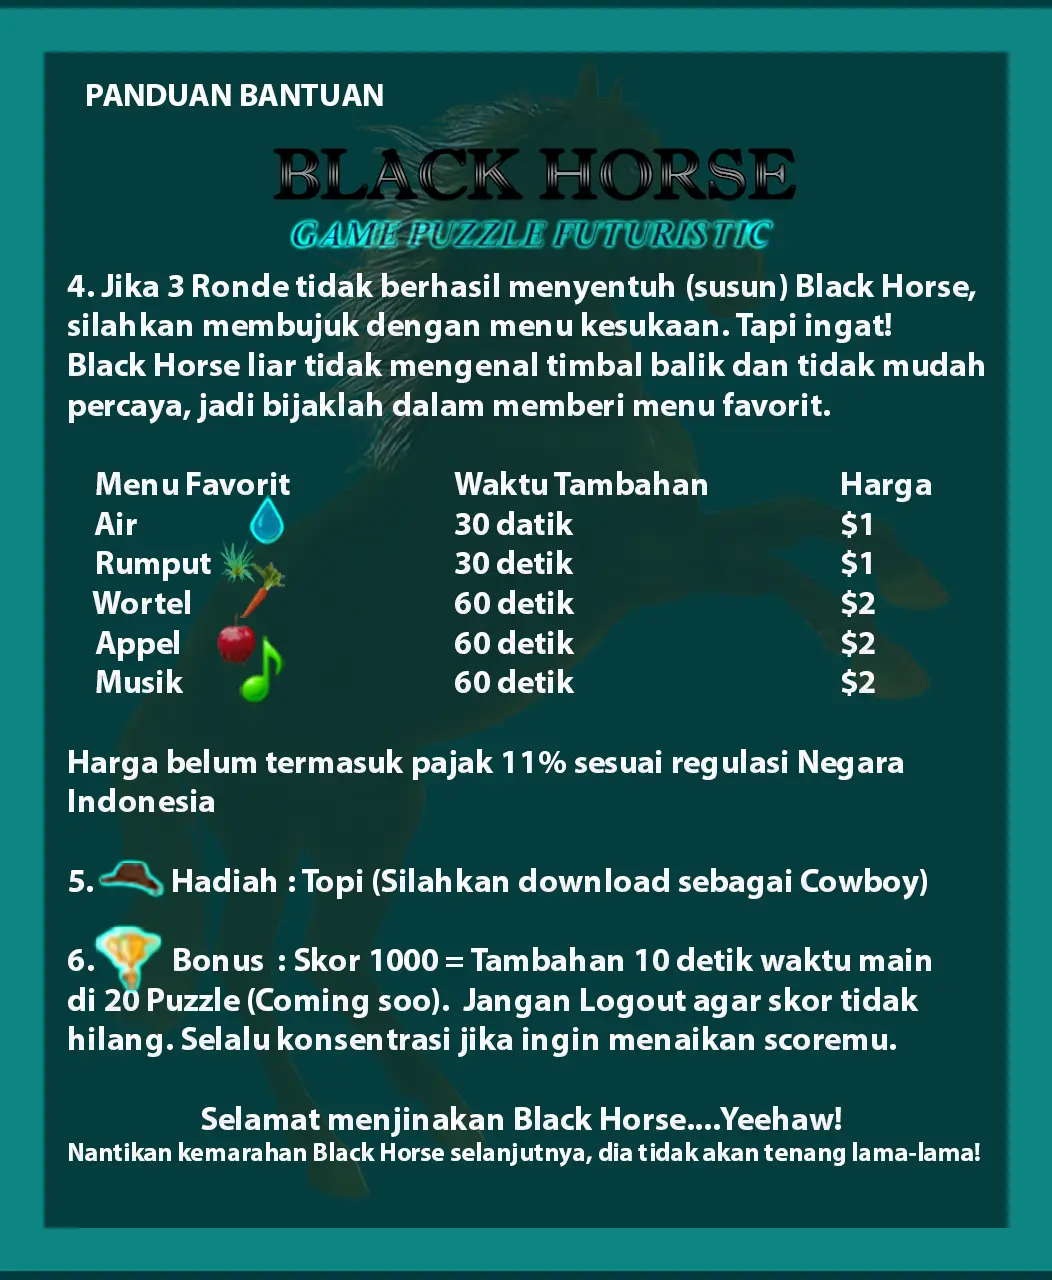 PANDUAN BANTUAN
BLACK HORSE
GAME PUZZLE FUTURISTIC
4. Jika 3 Ronde tidak berhasil menyentuh (susun) Black Horse,
silahkan membujuk dengan menu kesukaan. Tapi ingat!
Black Horse liar tidak mengenal timbal balik dan tidak mudah
percaya, jadi bijaklah dalam memberi menu favorit.
Menu Favorit Waktu Tambahan Harga
Air 30 datik $1
Rumput 30 detik $1
Wortel 60 detik $2
Appel 60 detik $2
Musik 60 detik $2
Harga belum termasuk pajak 11% sesuai regulasi Negara
Indonesia
5. Hadiah : Topi (Silahkan download sebagai Cowboy)
6. Bonus : Skor 1000 = Tambahan 10 detik waktu main
di 20 Puzzle (Coming soo). Jangan Logout agar skor tidak
hilang. Selalu konsentrasi jika ingin menaikan scoremu.
Selamat menjinakan Black Horse....Yeehaw!
Nantikan kemarahan Black Horse selanjutnya, dia tidak akan tenang lama-lama!